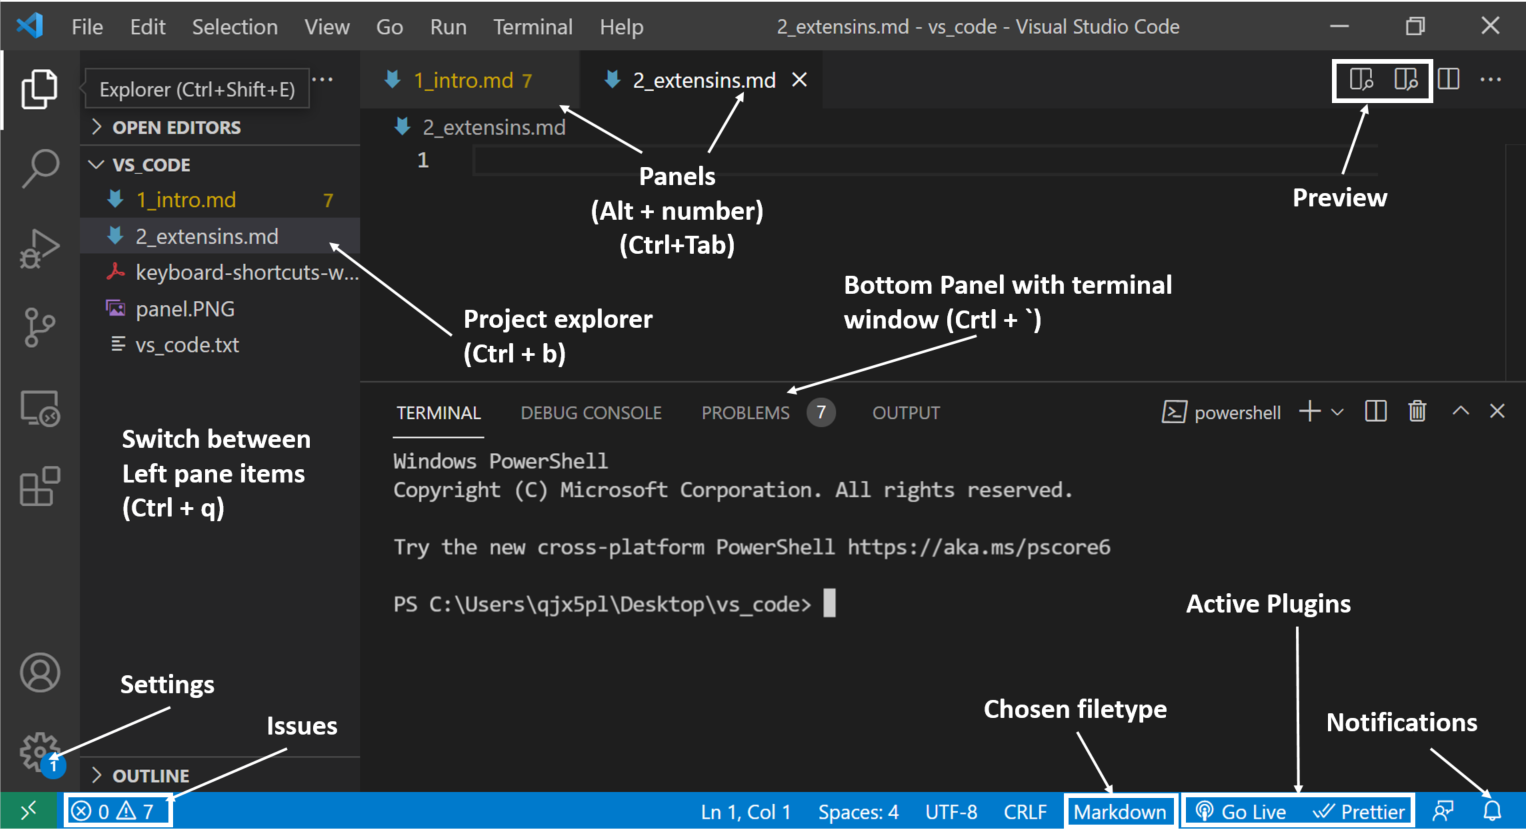 File Edit Selection View Go Run Terminal Help 2_extensins.md - vs_code - Visual Studio Code
Explorer (Ctrl+Shift+E) ...
1_intro.md 7
2_extensins.md
OPEN EDITORS
2_extensins.md
1
VS_CODE
1_intro.md 7
2_extensins.md
keyboard-shortcuts-w...
panel.PNG
vs_code.txt
Panels
(Alt + number)
(Ctrl+Tab)
Preview
Project explorer
(Ctrl + b)
Bottom Panel with terminal
window (Crtl + `)
Switch between
Left pane items
(Ctrl + q)
TERMINAL DEBUG CONSOLE PROBLEMS 7 OUTPUT powershell
Windows PowerShell
Copyright (C) Microsoft Corporation. All rights reserved.
Try the new cross-platform PowerShell https://aka.ms/pscore6
PS C:\Users\qjx5pl\Desktop\vs_code>
Active Plugins
Settings
Issues
Chosen filetype
Notifications
1
OUTLINE
0 7 Ln 1, Col 1 Spaces: 4 UTF-8 CRLF Markdown Go Live Prettier